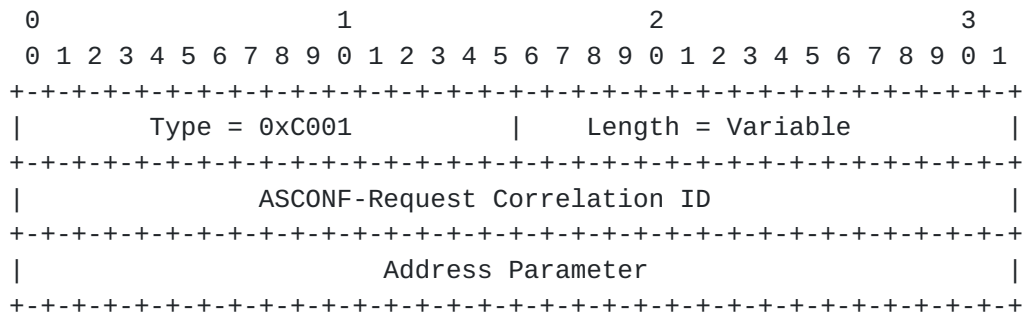 0                   1                   2                   3
0 1 2 3 4 5 6 7 8 9 0 1 2 3 4 5 6 7 8 9 0 1 2 3 4 5 6 7 8 9 0 1
+-+-+-+-+-+-+-+-+-+-+-+-+-+-+-+-+-+-+-+-+-+-+-+-+-+-+-+-+-+-+-+-+
|         Type = 0xC001          |    Length = Variable          |
+-+-+-+-+-+-+-+-+-+-+-+-+-+-+-+-+-+-+-+-+-+-+-+-+-+-+-+-+-+-+-+-+
|               ASCONF-Request Correlation ID                   |
+-+-+-+-+-+-+-+-+-+-+-+-+-+-+-+-+-+-+-+-+-+-+-+-+-+-+-+-+-+-+-+-+
|                       Address Parameter                       |
+-+-+-+-+-+-+-+-+-+-+-+-+-+-+-+-+-+-+-+-+-+-+-+-+-+-+-+-+-+-+-+-+